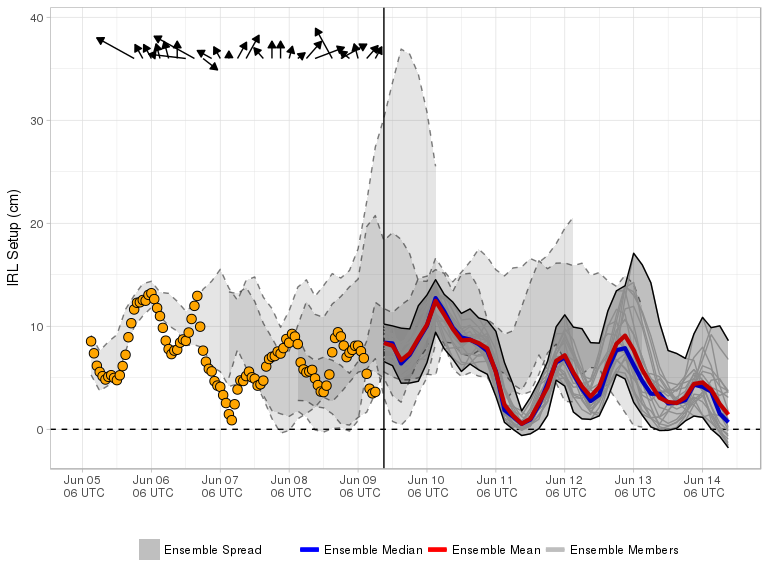 40
30
20
10
0
IRL Setup (cm)
Jun 05 Jun 06 Jun 07 Jun 08 Jun 09 Jun 10 Jun 11 Jun 12 Jun 13 Jun 14
06 UTC 06 UTC 06 UTC 06 UTC 06 UTC 06 UTC 06 UTC 06 UTC 06 UTC 06 UTC
Ensemble Spread Ensemble Median Ensemble Mean Ensemble Members